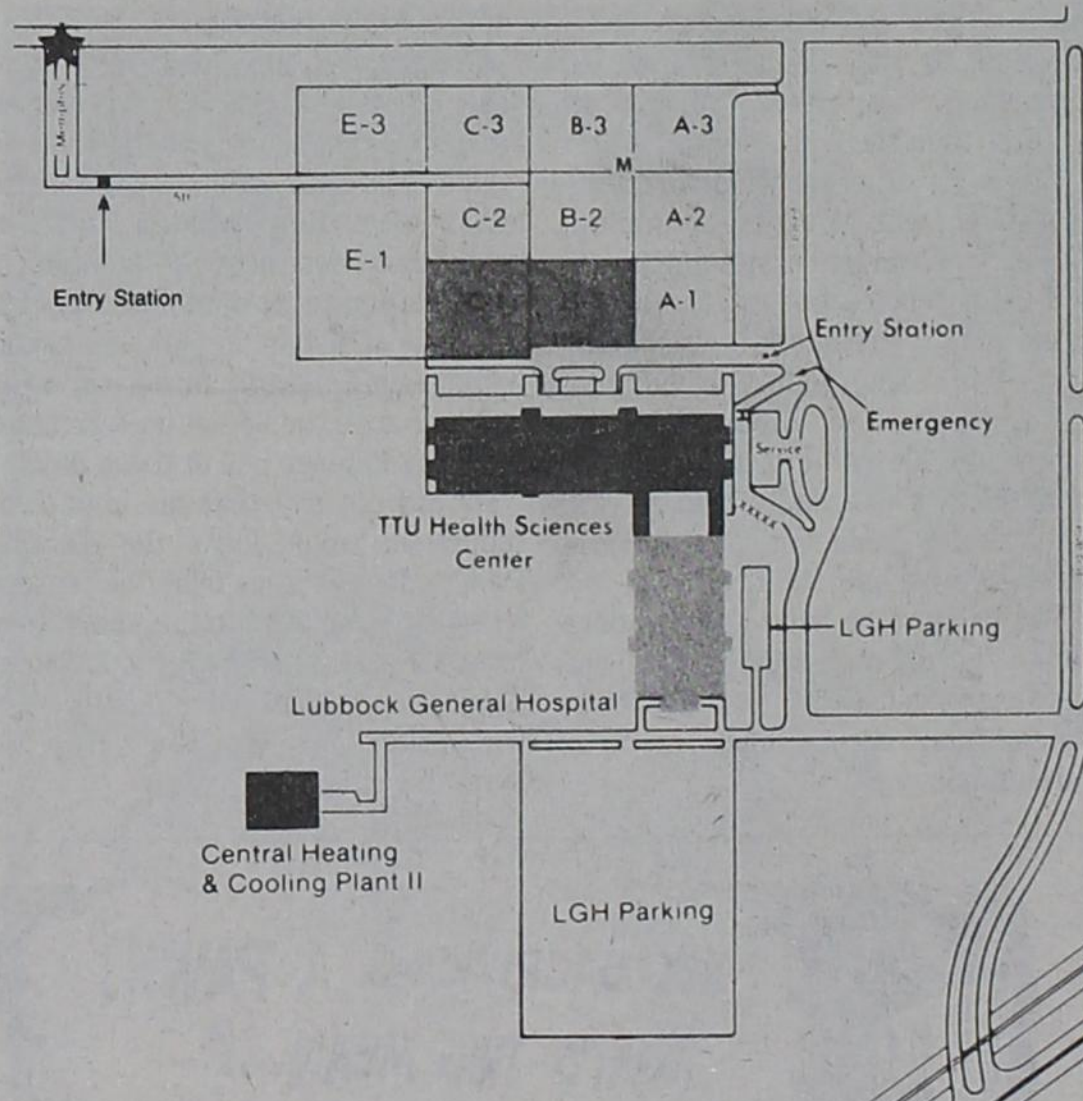 E-3
C-3
B-3
A-3
M
C-2
B-2
A-2
E-1
A-1
Entry Station
Entry Station
Emergency
Service
TTU Health Sciences
Center
xxxxx
LGH Parking
Lubbock General Hospital
Central Heating
& Cooling Plant II
LGH Parking